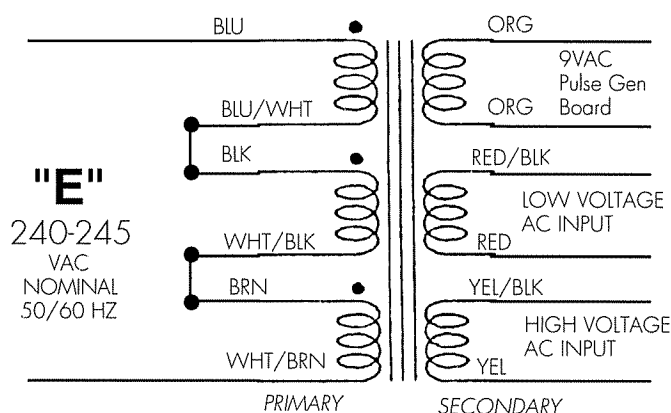 BLU
BLU/WHT
BLK
WHT/BLK
BRN
WHT/BRN
"E"
240-245
VAC
NOMINAL
50/60 HZ
PRIMARY
ORG
9VAC
Pulse Gen
Board
ORG
RED/BLK
LOW VOLTAGE
AC INPUT
RED
YEL/BLK
HIGH VOLTAGE
AC INPUT
YEL
SECONDARY